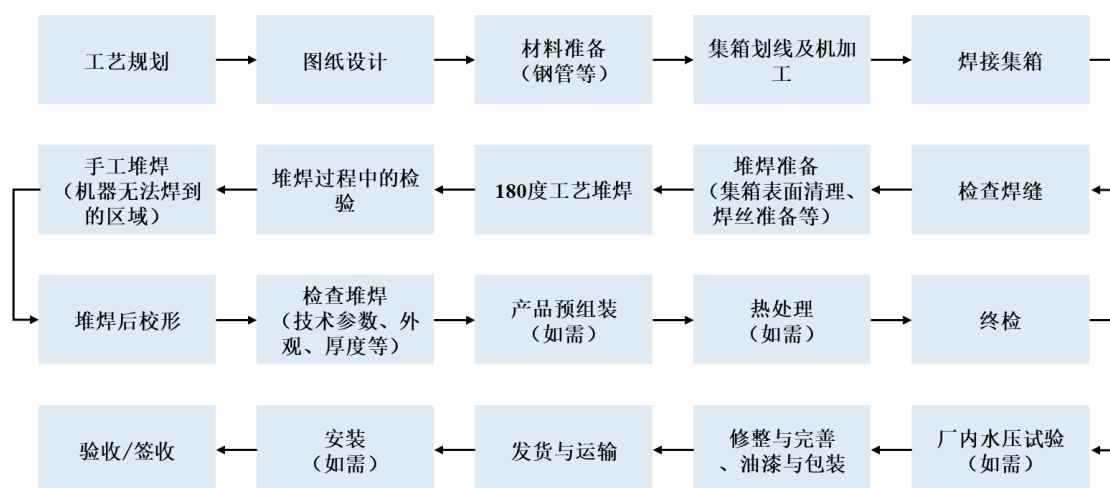 工艺规划
图纸设计
材料准备
（钢管等）
集箱划线及机加
工
焊接集箱
手工堆焊
（机器无法焊到
的区域）
堆焊过程中的检
验
180度工艺堆焊
堆焊准备
（集箱表面清理、
焊丝准备等）
检查焊缝
堆焊后校形
检查堆焊
（技术参数、外
观、厚度等）
产品预组装
（如需）
热处理
（如需）
终检
验收/签收
安装
（如需）
发货与运输
修整与完善
、油漆与包装
厂内水压试验
（如需）